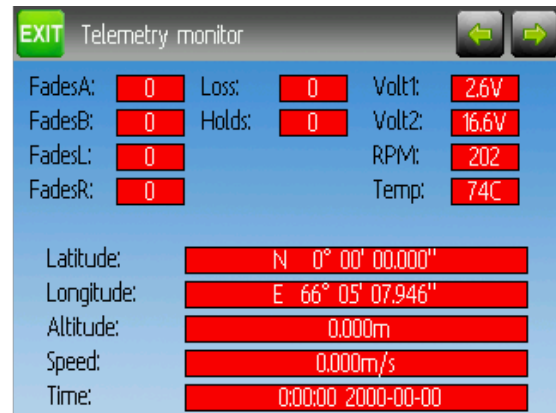 EXIT Telemetry monitor
FadesA: 0 Loss: 0 Volt1: 2.6V
FadesB: 0 Holds: 0 Volt2: 16.6V
FadesL: 0 RPM: 202
FadesR: 0 Temp: 74C
Latitude: N 0° 00' 00.000"
Longitude: E 66° 05' 07.946"
Altitude: 0.000m
Speed: 0.000m/s
Time: 0:00:00 2000-00-00